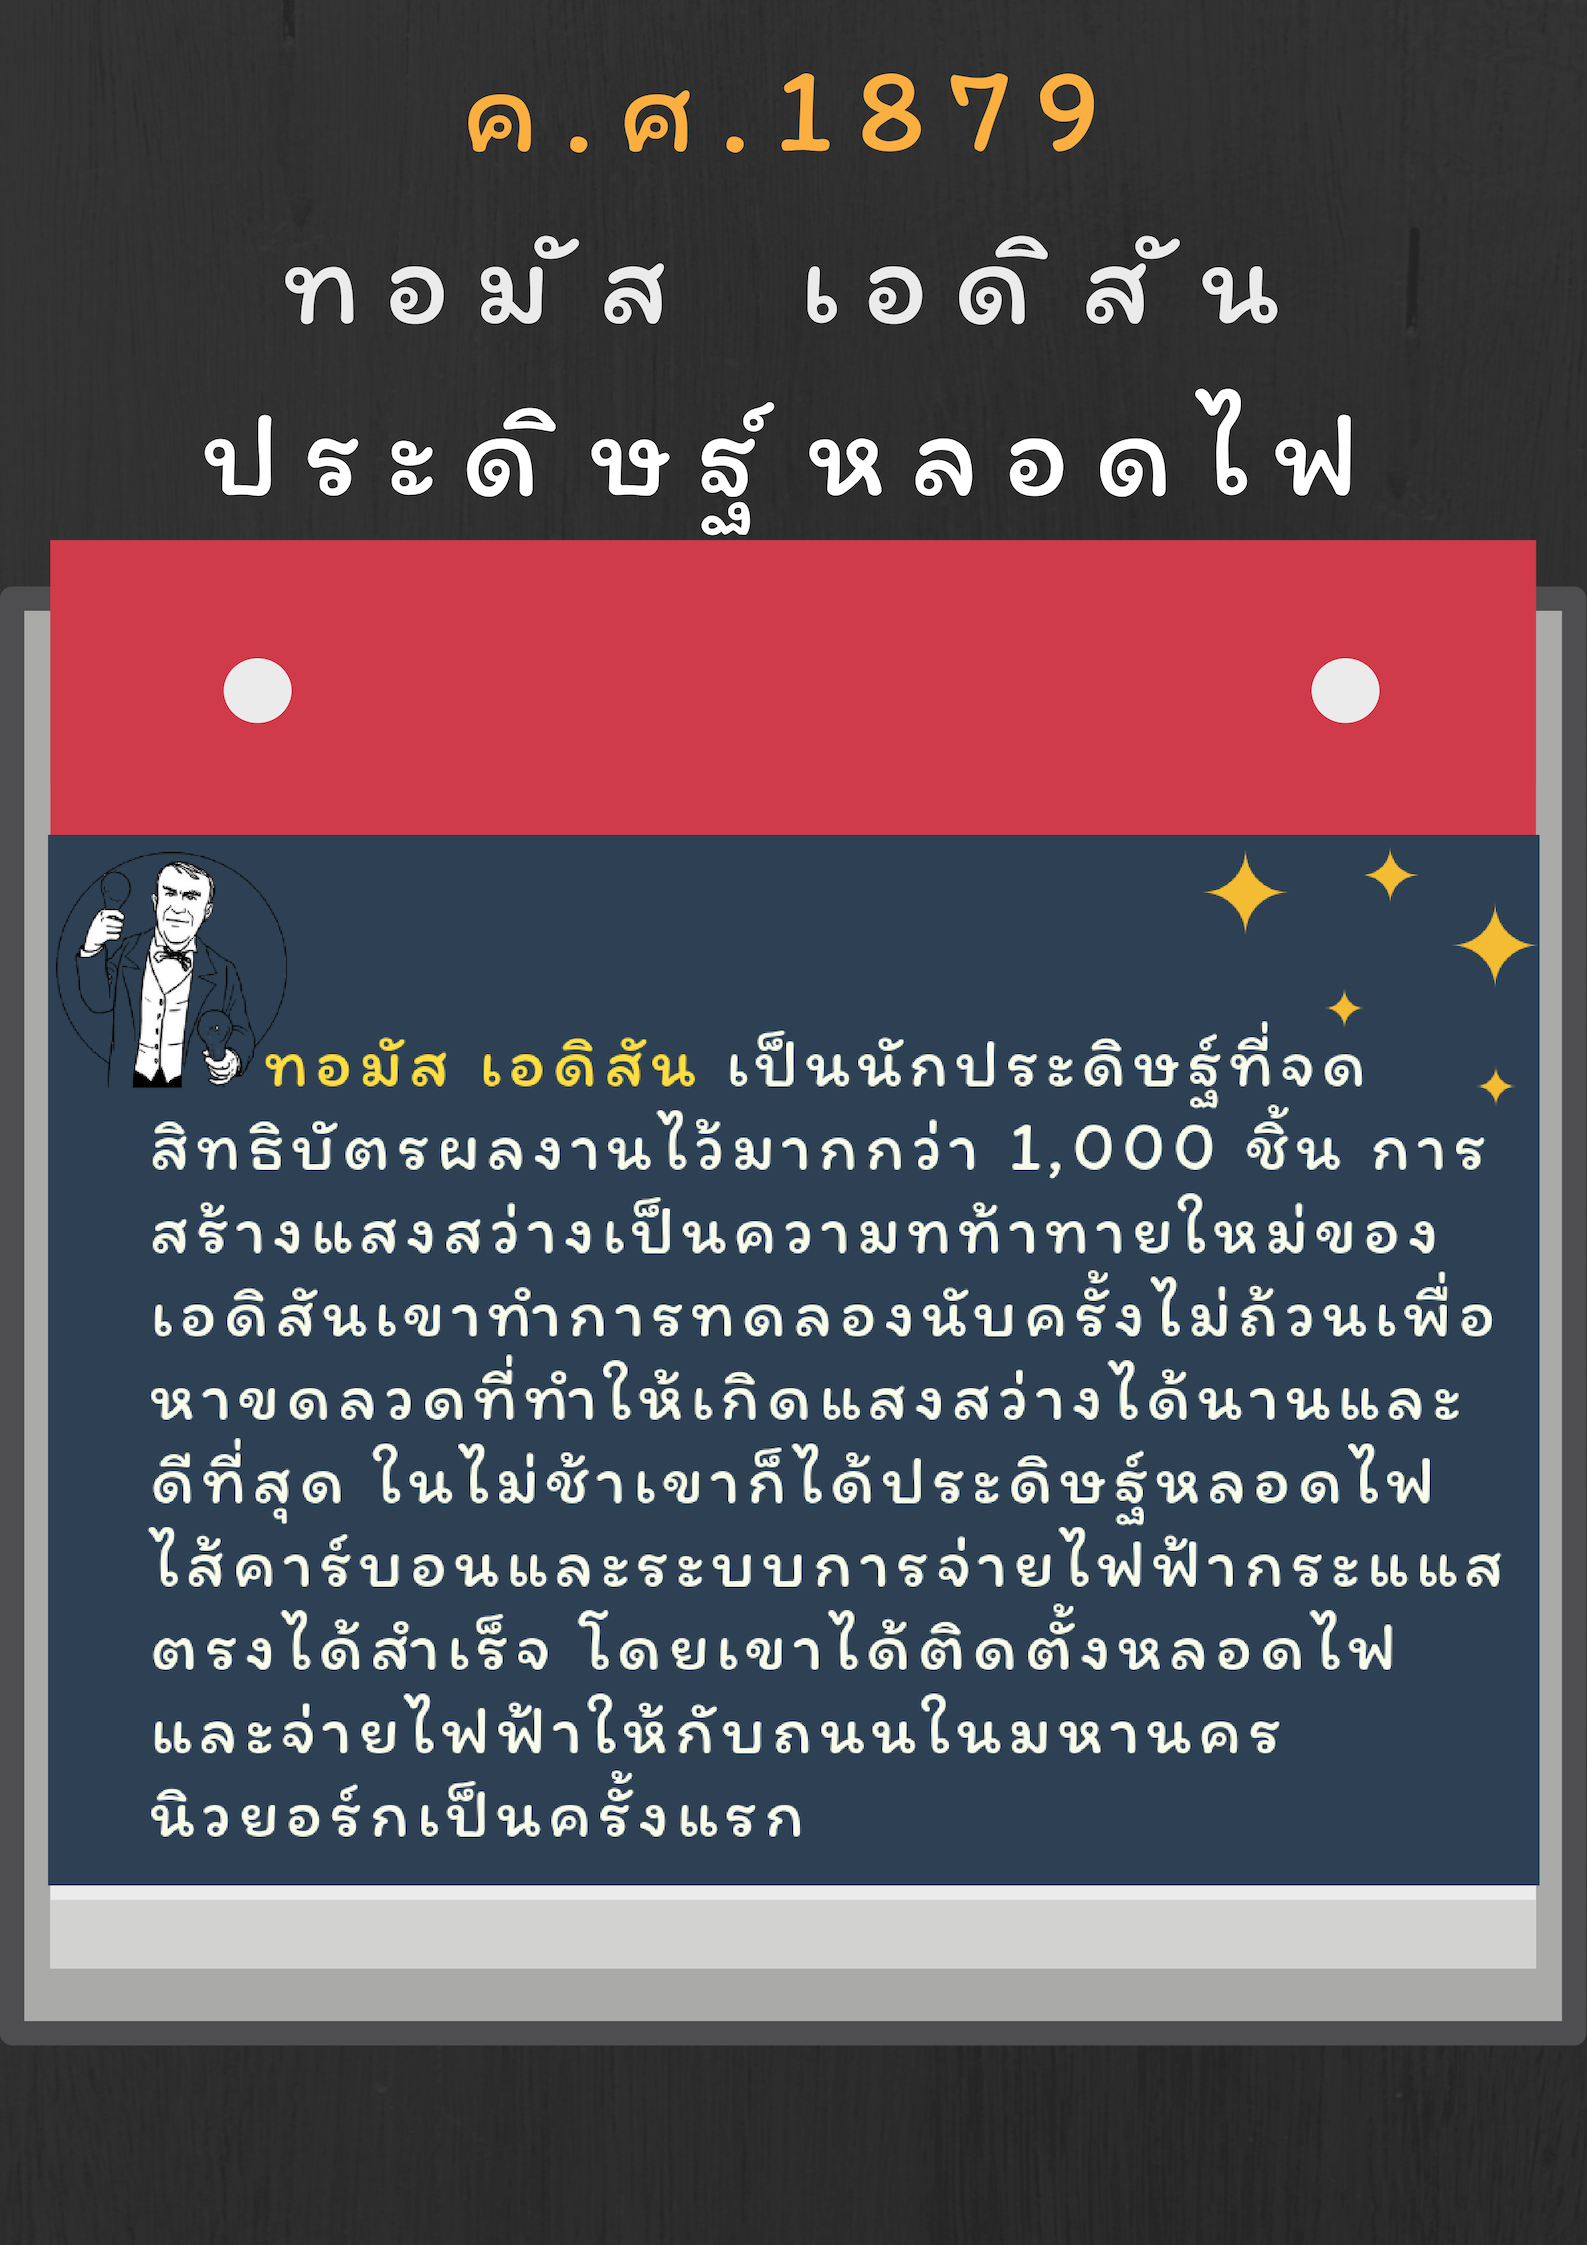 ค.ศ.1879
ทอมัส เอดิสัน
ประดิษฐ์หลอดไฟ
ทอมัส เอดิสัน เป็นนักประดิษฐ์ที่จด
สิทธิบัตรผลงานไว้มากกว่า 1,000 ชิ้น การ
สร้างแสงสว่างเป็นความทท้าทายใหม่ของ
เอดิสันเขาทำการทดลองนับครั้งไม่ถ้วนเพื่อ
หาขดลวดที่ทำให้เกิดแสงสว่างได้นานและ
ดีที่สุด ในไม่ช้าเขาก็ได้ประดิษฐ์หลอดไฟ
ไส้คาร์บอนและระบบการจ่ายไฟฟ้ากระแแส
ตรงได้สำเร็จ โดยเขาได้ติดตั้งหลอดไฟ
และจ่ายไฟฟ้าให้กับถนนในมหานคร
นิวยอร์กเป็นครั้งแรก